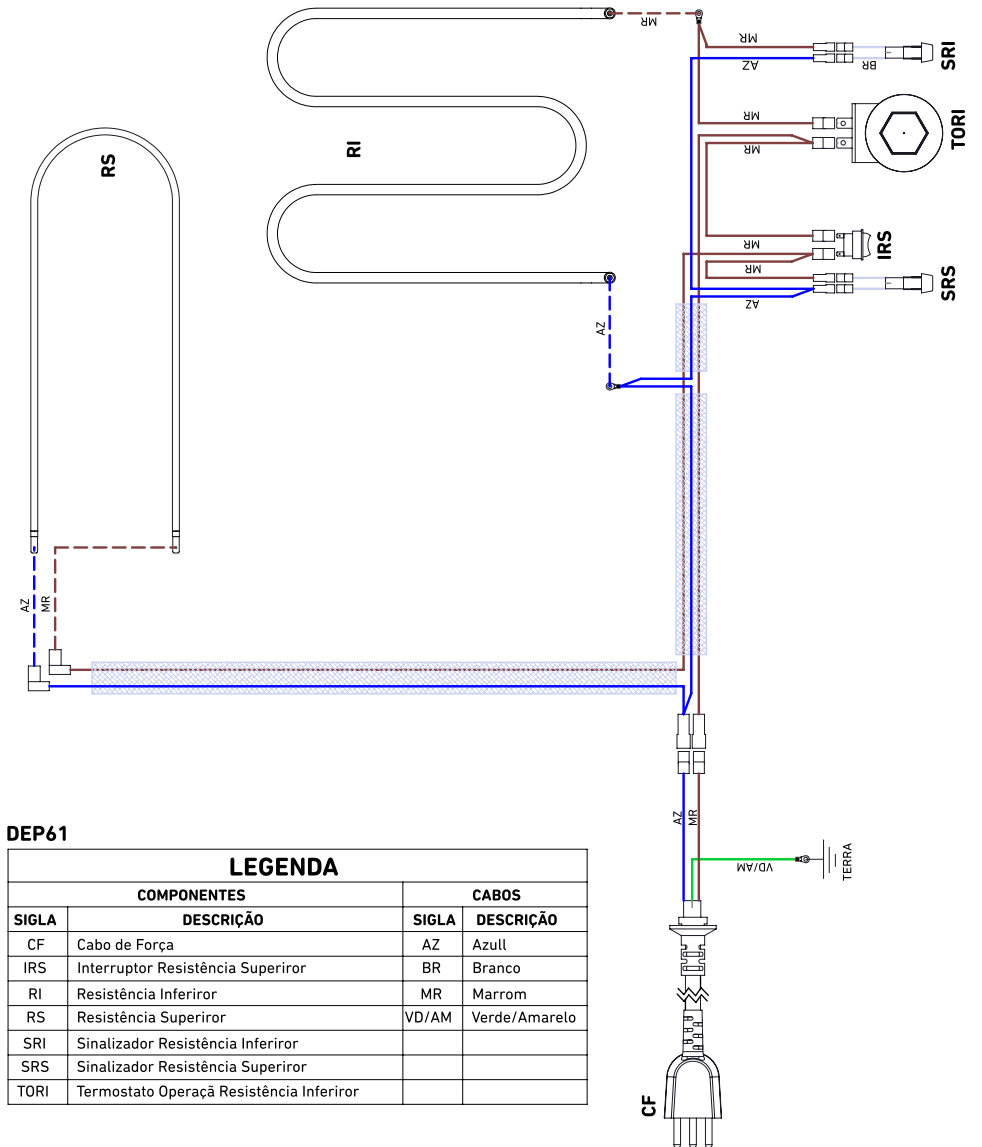 MR
MR
SRI
AZ
BR
MR
TORI
MR
RS
RI
IRS
MR
MR
SRS
AZ
AZ
AZ
MR
AZ
MR
VD/AM
TERRA
CF
DEP61
LEGENDA
COMPONENTES CABOS
SIGLA DESCRIÇÃO SIGLA DESCRIÇÃO
CF Cabo de Força AZ Azull
IRS Interruptor Resistência Superiror BR Branco
RI Resistência Inferiror MR Marrom
RS Resistência Superiror VD/AM Verde/Amarelo
SRI Sinalizador Resistência Inferiror
SRS Sinalizador Resistência Superiror
TORI Termostato Operaçã Resistência Inferiror